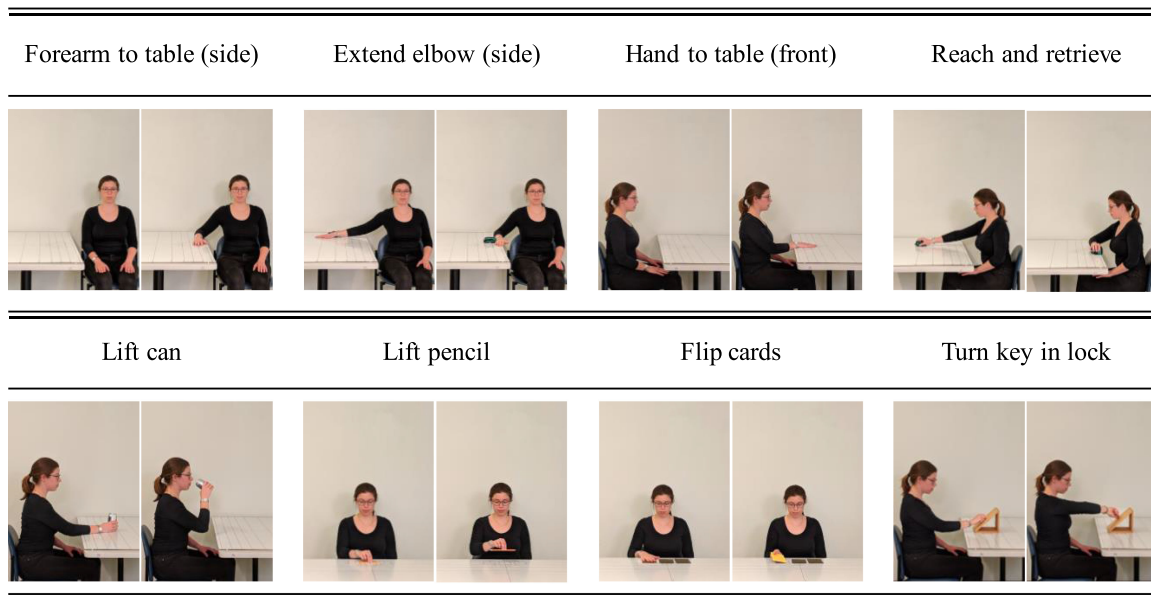 Forearm to table (side)
Extend elbow (side)
Hand to table (front)
Reach and retrieve
Lift can
Lift pencil
Flip cards
Turn key in lock